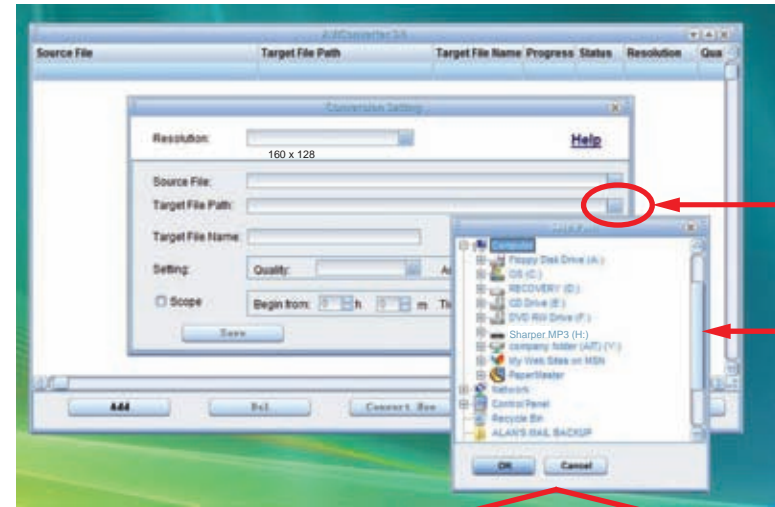 Source File Target File Path Target File Name Progress Status Resolution Qua
Conversion Setting
Resolution:
160 x 128
Help
Source File:
Target File Path:
Target File Name:
Setting: Quality:
Scope Begin from: 0 h 0 m
Save
Computer
Floppy Disk Drive (A:)
OS (C:)
RECOVERY (D:)
CD Drive (E:)
DVD RW Drive (F:)
Sharper MP3 (H:)
company folder (AIT) (Y:)
My Web Sites on MSN
PaperMaster
Network
Control Panel
Recycle Bin
ALAN'S MAIL BACKUP
OK Cancel
Add Del Convert Now